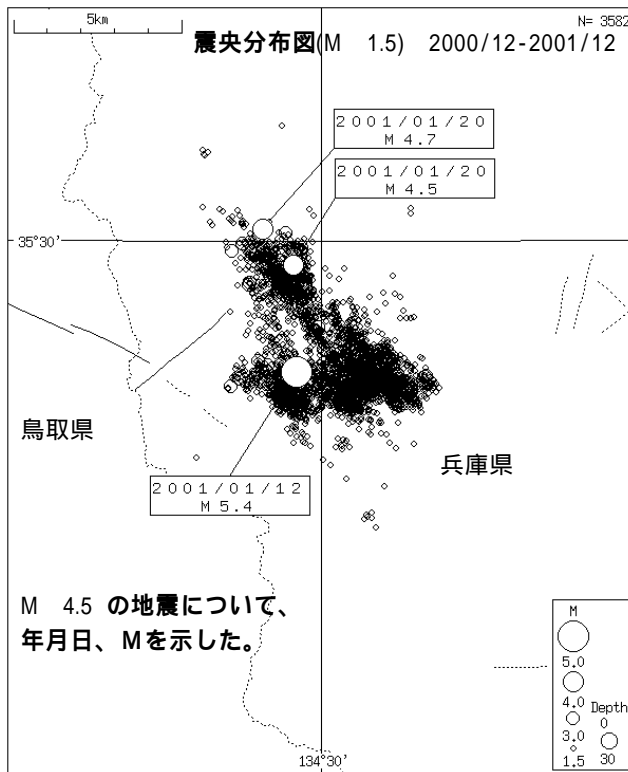 5km
N= 3582
震央分布図(M 1.5) 2000/12-2001/12
2001/01/20
M 4.7
2001/01/20
M 4.5
35°30'
鳥取県
兵庫県
2001/01/12
M 5.4
M 4.5 の地震について、
年月日、Mを示した。
M
5.0
4.0
3.0
1.5
Depth
0
30
134°30'